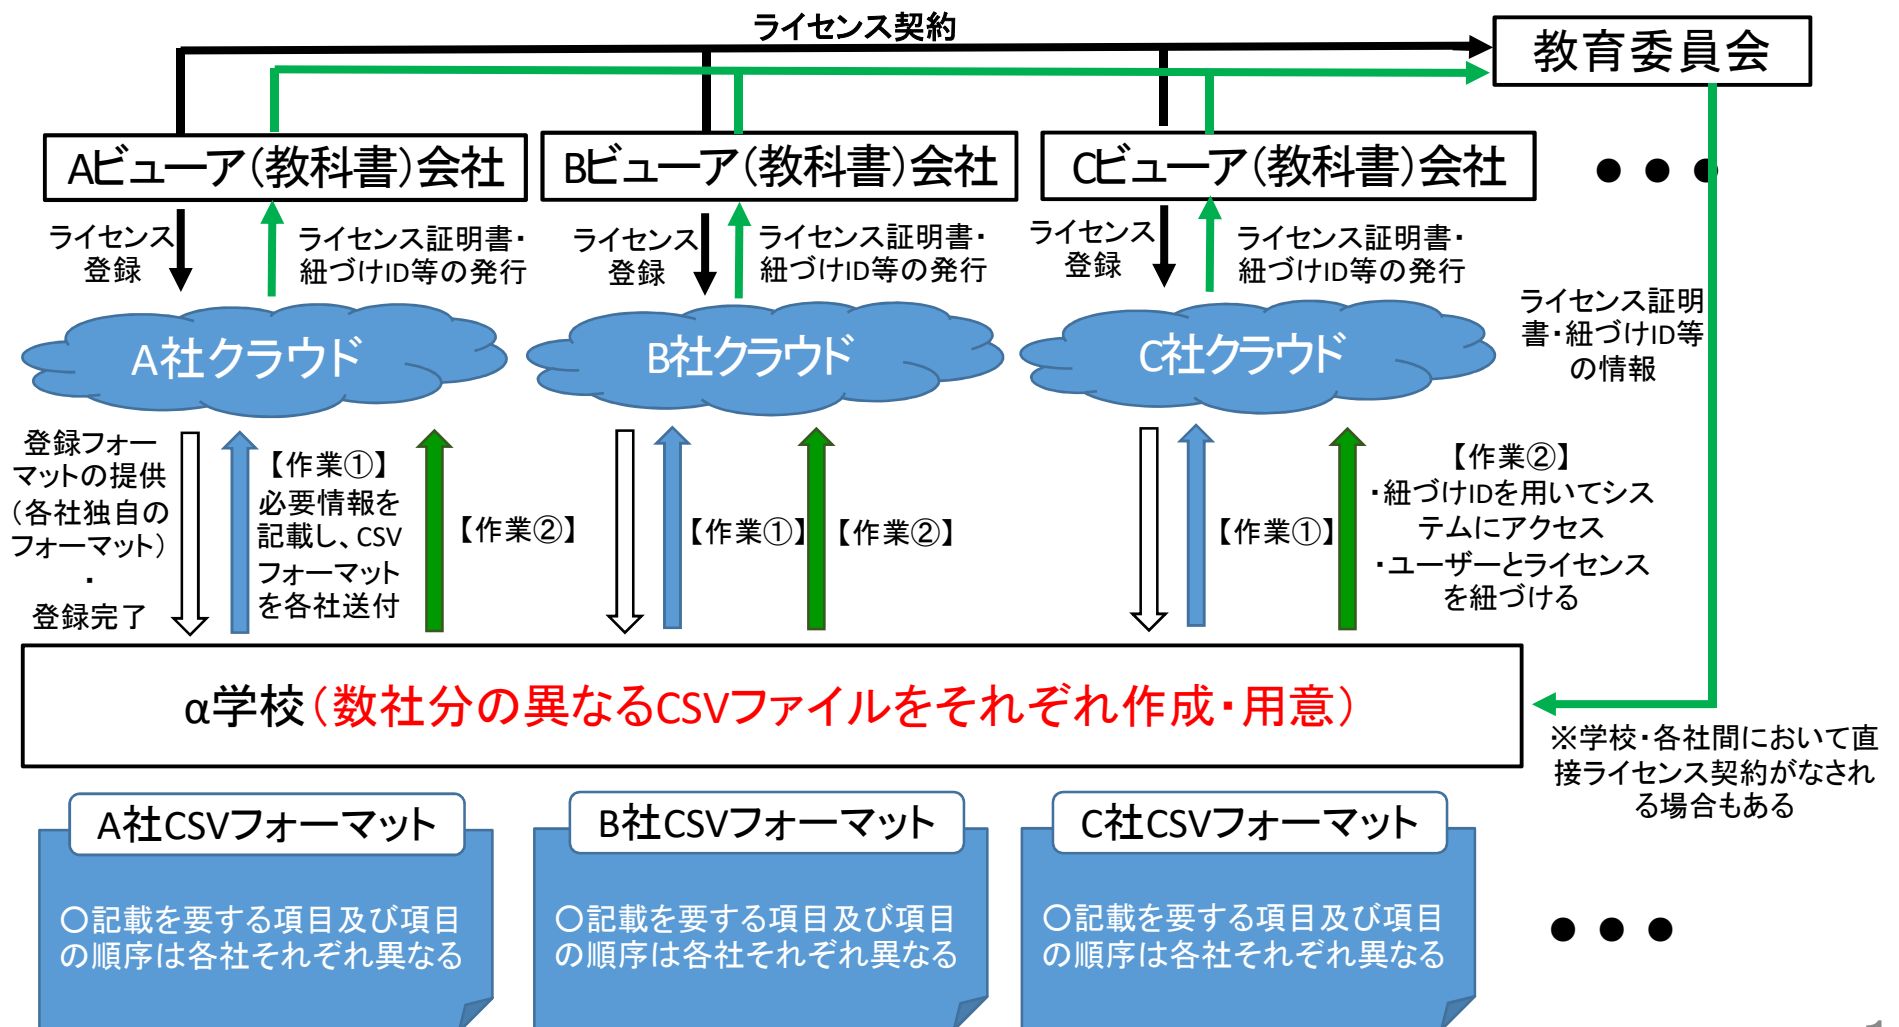 ライセンス契約
教育委員会
Aビューア(教科書)会社
Bビューア(教科書)会社
Cビューア(教科書)会社
● ● ●
ライセンス
登録
ライセンス証明書・
紐づけID等の発行
ライセンス
登録
ライセンス証明書・
紐づけID等の発行
ライセンス
登録
ライセンス証明書・
紐づけID等の発行
ライセンス証明
書・紐づけID等
の情報
A社クラウド
B社クラウド
C社クラウド
登録フォー
マットの提供
(各社独自の
フォーマット)
・
登録完了
【作業①】
必要情報を
記載し、CSV
フォーマット
を各社送付
【作業②】
【作業①】
【作業②】
【作業①】
【作業②】
・紐づけIDを用いてシス
テムにアクセス
・ユーザーとライセンス
を紐づける
α学校(数社分の異なるCSVファイルをそれぞれ作成・用意)
※学校・各社間において直
接ライセンス契約がなされ
る場合もある
A社CSVフォーマット
〇記載を要する項目及び項目
の順序は各社それぞれ異なる
B社CSVフォーマット
〇記載を要する項目及び項目
の順序は各社それぞれ異なる
C社CSVフォーマット
〇記載を要する項目及び項目
の順序は各社それぞれ異なる
● ● ●